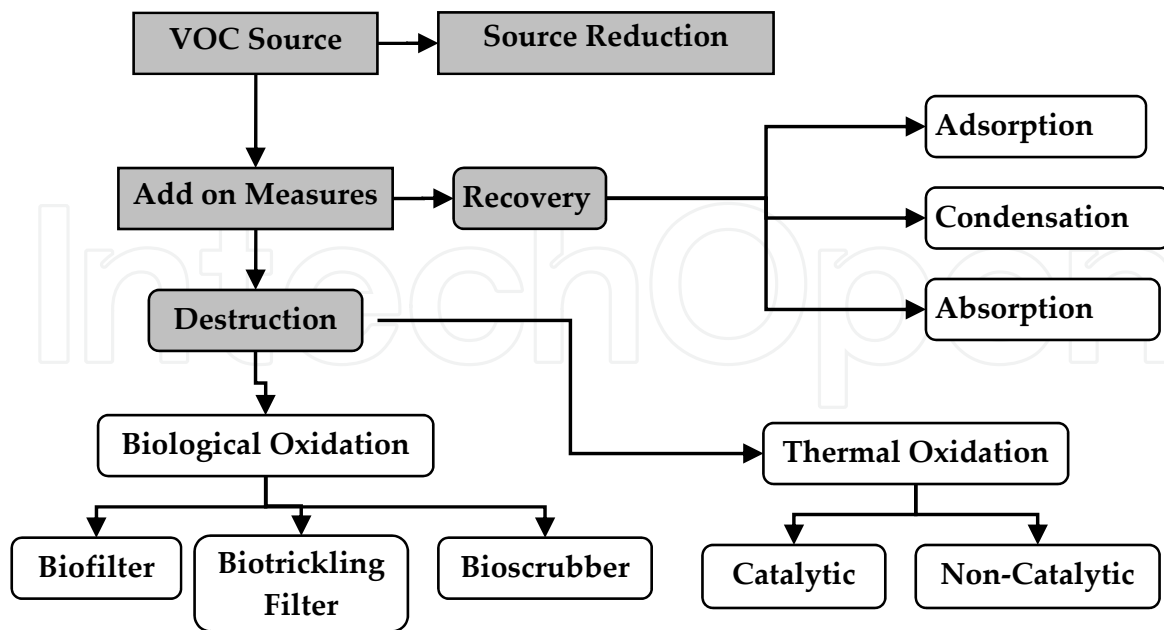 VOC Source
Source Reduction
Adsorption
Add on Measures
Recovery
Condensation
IntechOpen
Destruction
Absorption
Biological Oxidation
Thermal Oxidation
Biofilter
Biotrickling
Filter
Bioscrubber
Catalytic
Non-Catalytic